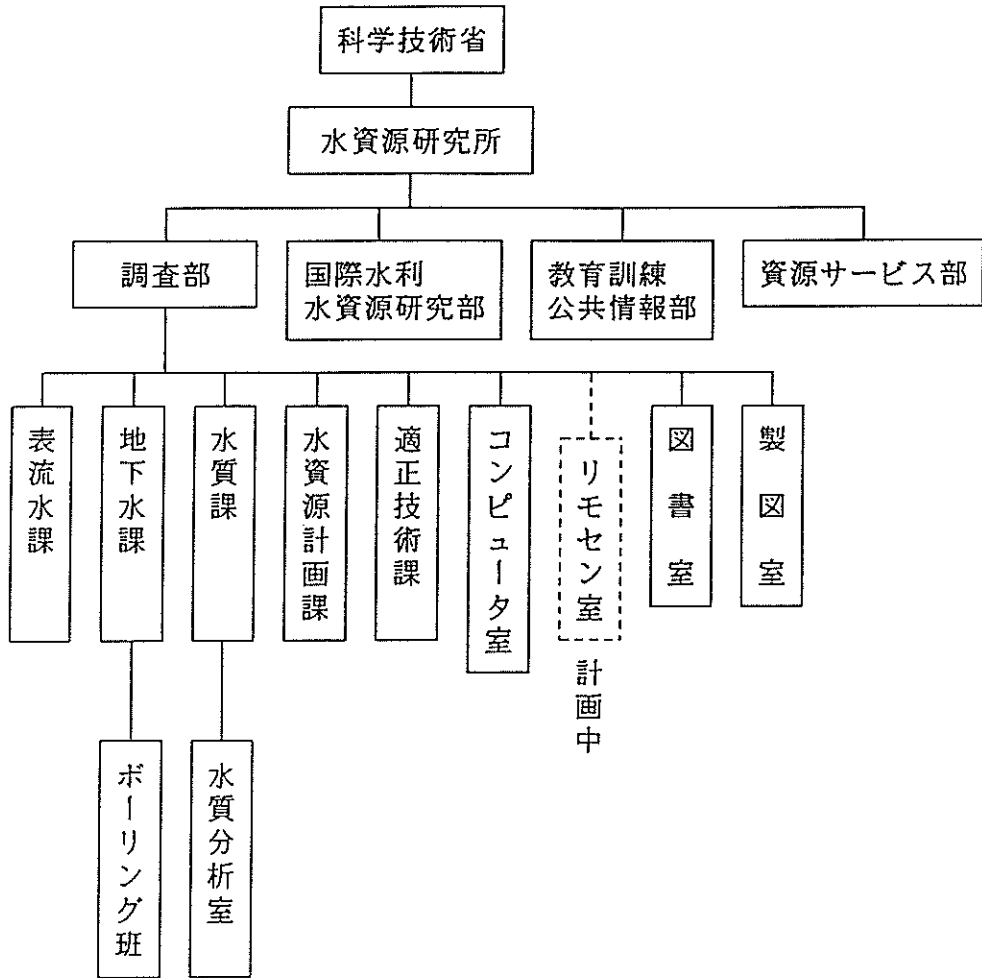 科学技術省
水資源研究所
調査部
国際水利
水資源研究部
教育訓練
公共情報部
資源サービス部
表流水課
地下水課
水質課
水資源計画課
適正技術課
コンピュータ室
リモセン室
計画中
図書室
製図室
ボーリング班
水質分析室